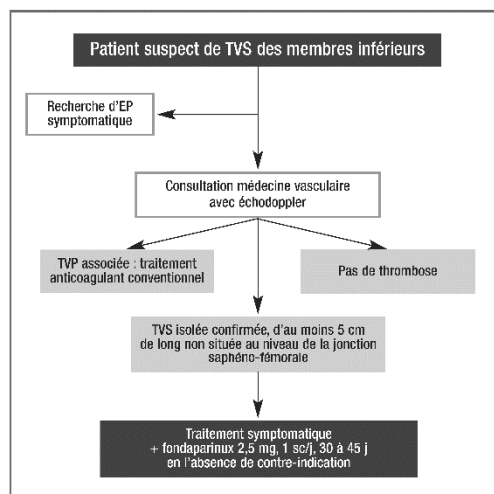 Patient suspect de TVS des membres inférieurs
Recherche d'EP
symptomatique
Consultation médecine vasculaire
avec échodoppler
TVP associée : traitement
anticoagulant conventionnel
Pas de thrombose
TVS isolée confirmée, d'au moins 5 cm
de long non située au niveau de la jonction
saphéno-fémorale
Traitement symptomatique
+ fondaparinux 2,5 mg, 1 sc/j, 30 à 45 j
en l'absence de contre-indication